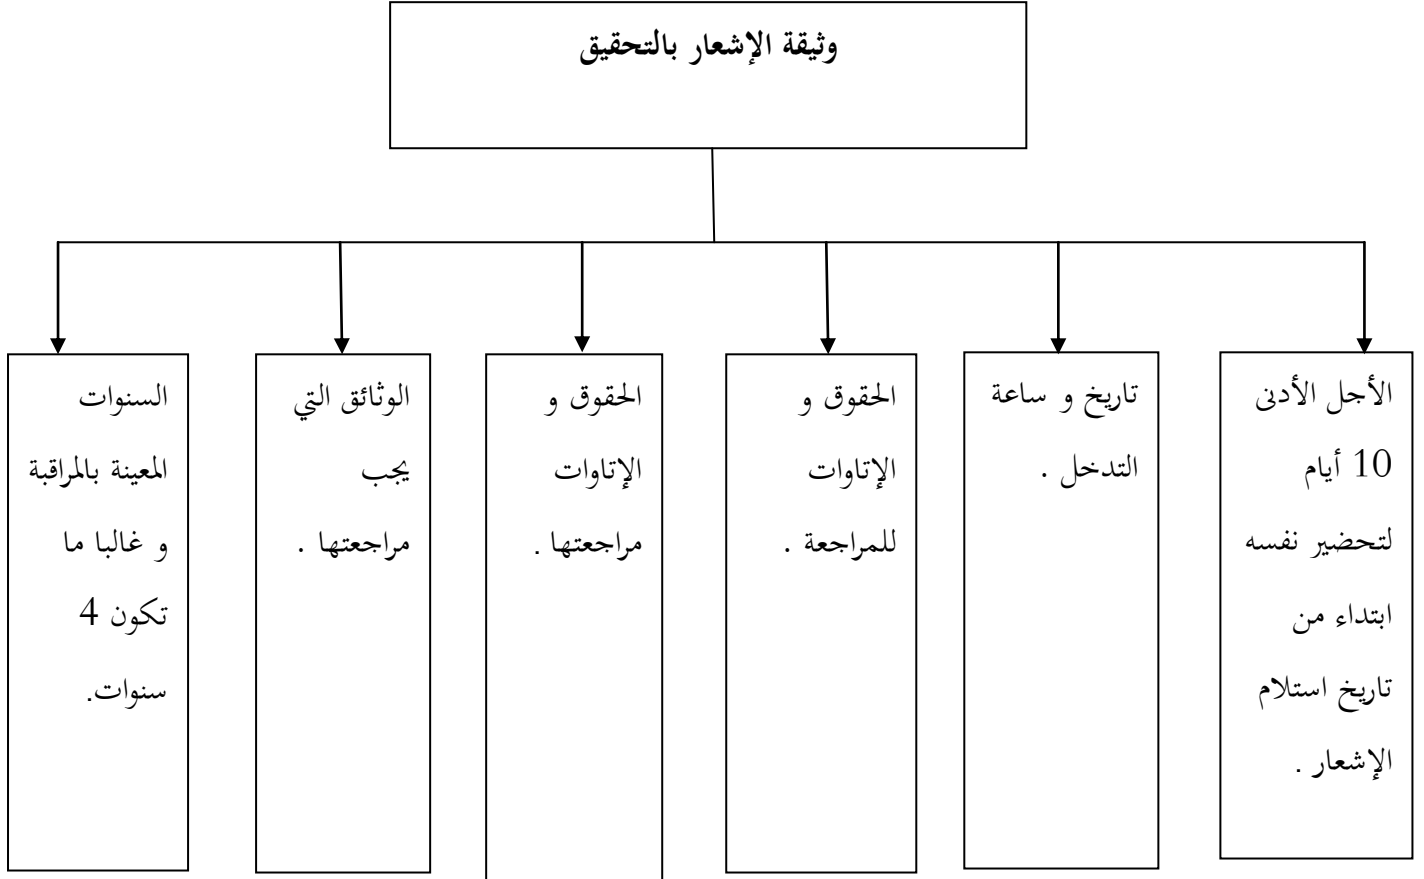 وثيقة الإشعار بالتحقيق
الأجل الأدنى
10 أيام
لتحضير نفسه
ابتداء من
تاريخ استلام
الإشعار .
تاريخ و ساعة
التدخل .
الحقوق و
الإتاوات
للمراجعة .
الحقوق و
الإتاوات
مراجعتها .
الوثائق التي
يجب
مراجعتها .
السنوات
المعينة بالمراقبة
و غالبا ما
تكون 4
سنوات.